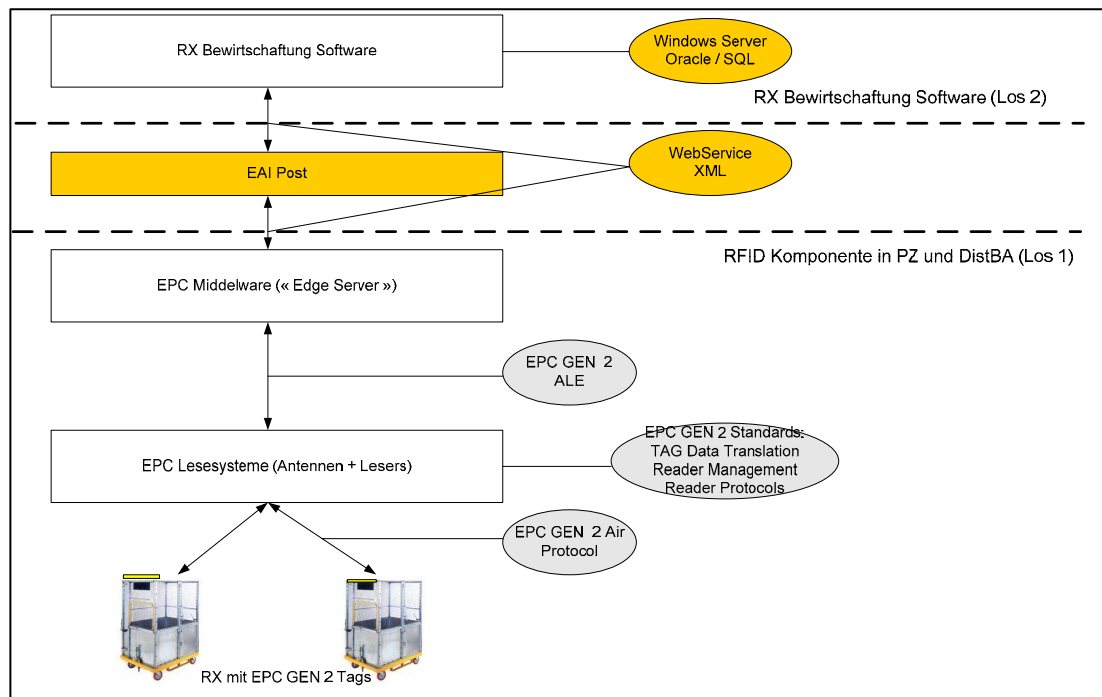 RX Bewirtschaftung Software
Windows Server
Oracle / SQL
RX Bewirtschaftung Software (Los 2)
EAI Post
WebService
XML
RFID Komponente in PZ und DistBA (Los 1)
EPC Middelware (« Edge Server »)
EPC GEN 2
ALE
EPC Lesesysteme (Antennen + Lesers)
EPC GEN 2 Standards:
TAG Data Translation
Reader Management
Reader Protocols
EPC GEN 2 Air
Protocol
RX mit EPC GEN 2 Tags